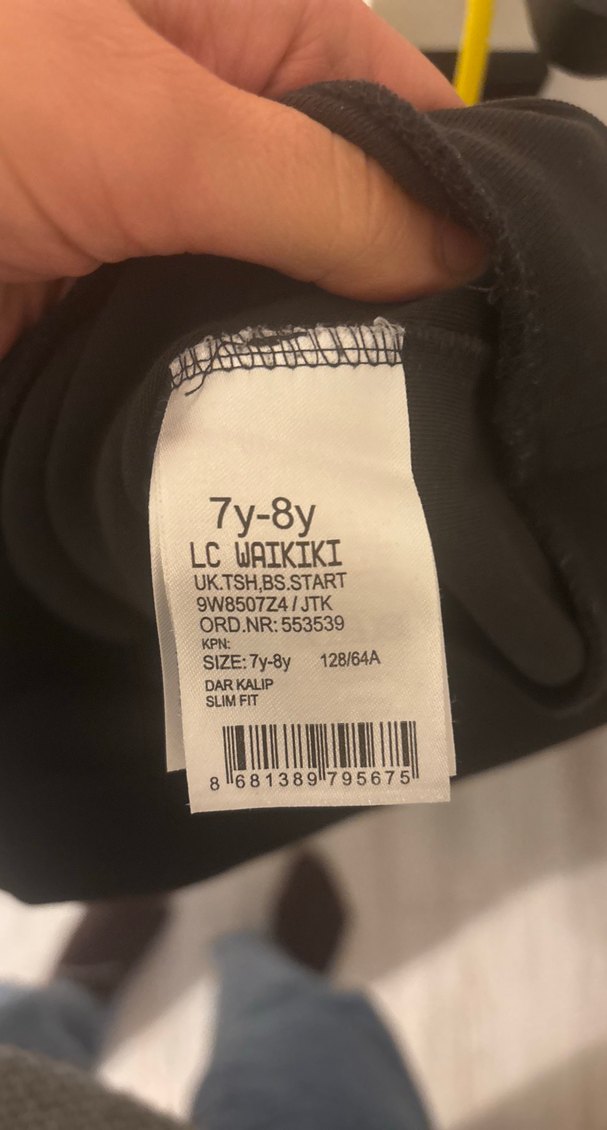 7y-8y
LC WAIKIKI
UK.TSH,BS.START
9W8507Z4 / JTK
ORD.NR: 553539
KPN:
SIZE: 7y-8y 128/64A
DAR KALIP
SLIM FIT
8 681389 795675